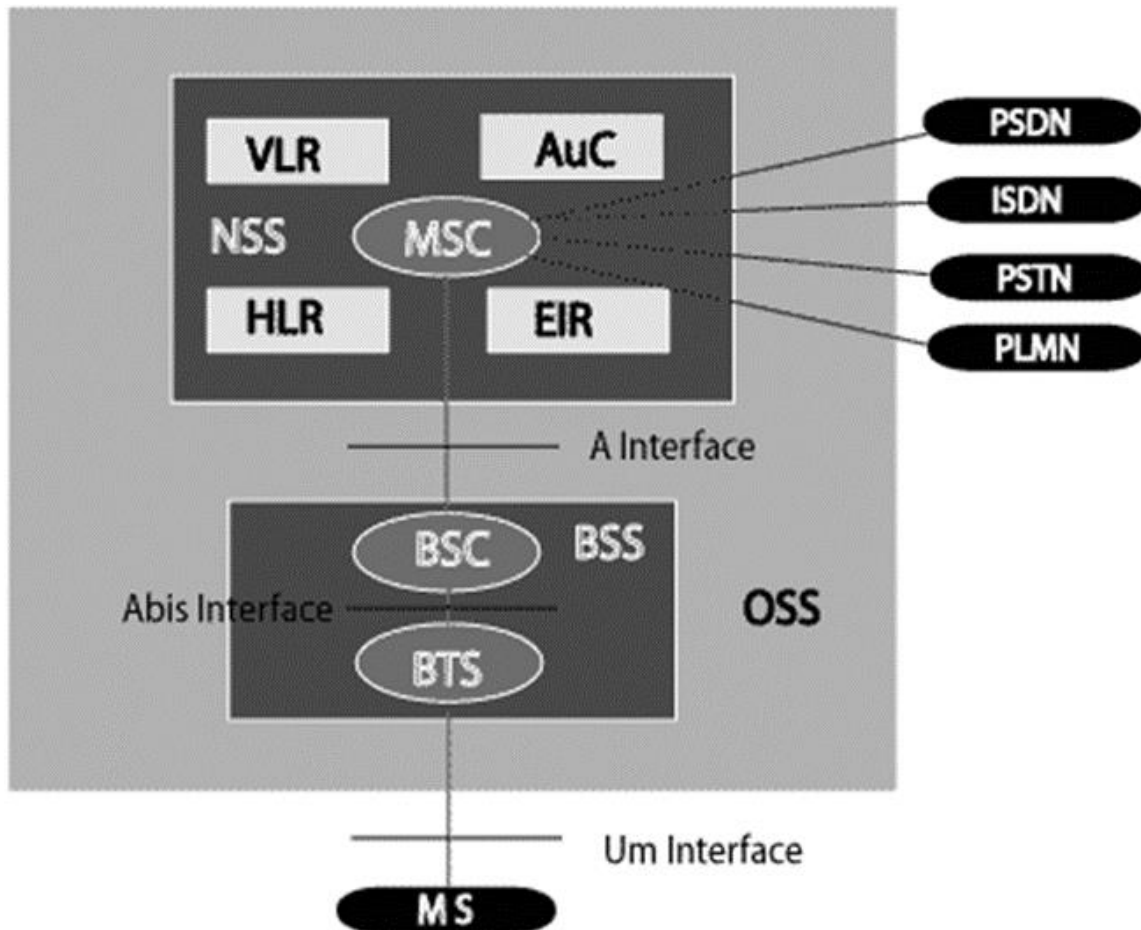 VLR
AuC
PSDN
ISDN
NSS
MSC
PSTN
HLR
EIR
PLMN
A Interface
BSC
BSS
Abis Interface
OSS
BTS
Um Interface
MS